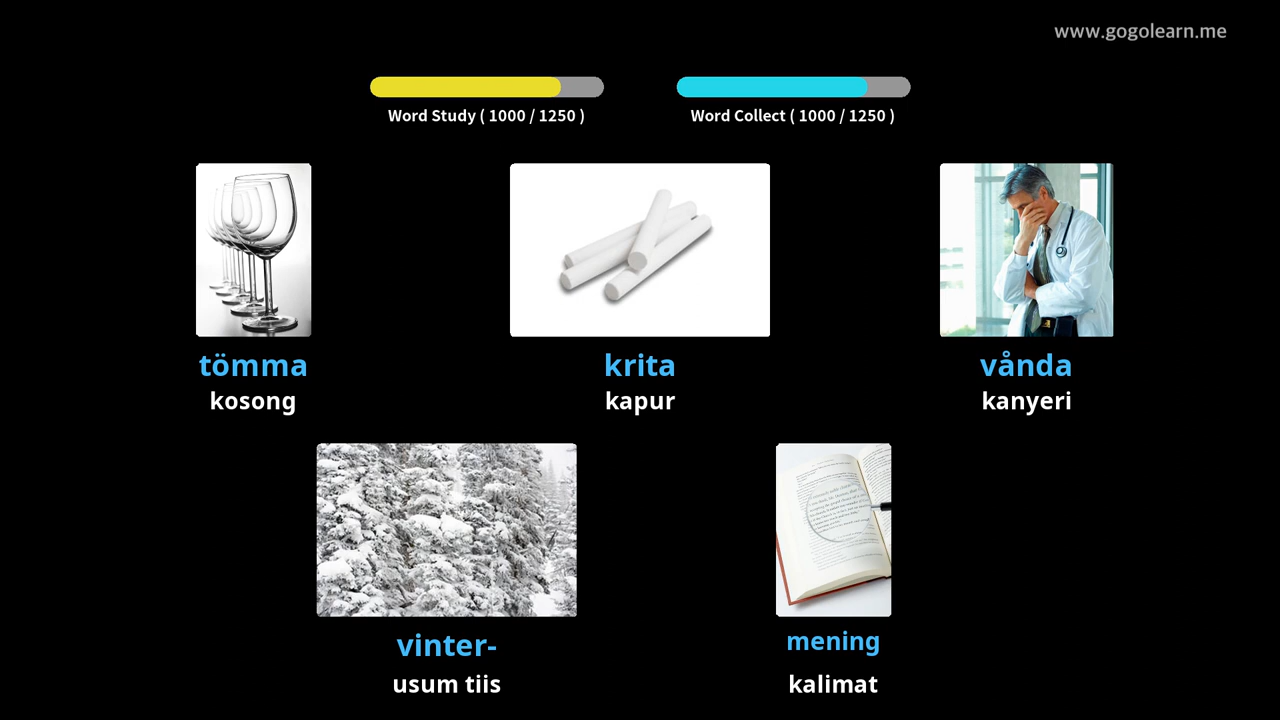 www.gogolearn.me
Word Study ( 1000 / 1250 )
Word Collect ( 1000 / 1250 )
tömma
kosong
krita
kapur
vånda
kanyeri
vinter-
usum tiis
mening
kalimat